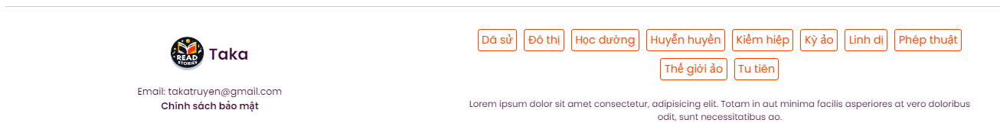 READ
STORIES
Taka
Email: takatruyen@gmail.com
Chính sách bảo mật
Dã sử
Đô thị
Học đường
Huyễn huyền
Kiếm hiệp
Kỳ ảo
Linh dị
Phép thuật
Thế giới ảo
Tu tiên
Lorem ipsum dolor sit amet consectetur, adipisicing elit. Totam in aut minima facilis asperiores at vero doloribus
odit, sunt necessitatibus ao.